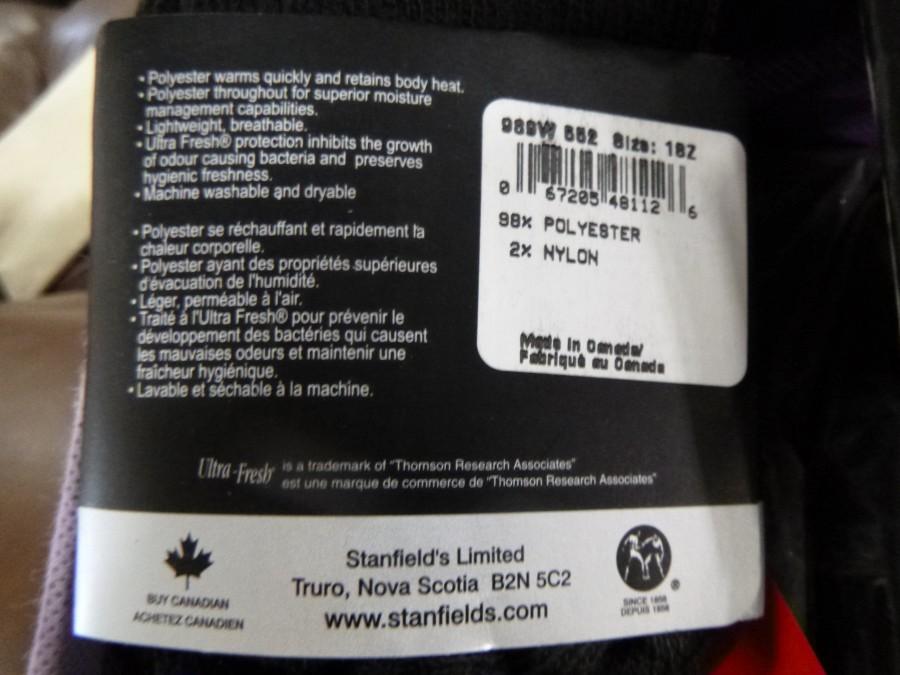 • Polyester warms quickly and retains body heat.
• Polyester throughout for superior moisture
management capabilities.
• Lightweight, breathable.
• Ultra Fresh® protection inhibits the growth
of odour causing bacteria and preserves
hygienic freshness.
• Machine washable and dryable
• Polyester se réchauffant et rapidement la
chaleur corporelle.
• Polyester ayant des propriétés supérieures
d'évacuation de l'humidité.
• Léger, perméable à l'air.
• Traité à l'Ultra Fresh® pour prévenir le
développement des bactéries qui causent
les mauvaises odeurs et maintenir une
fraîcheur hygiénique.
• Lavable et séchable à la machine.
Size:
0 67205 48112 6
98% POLYESTER
2% NYLON
Made in Canada/
Fabriqué au Canada
Ultra-Fresh is a trademark of "Thomson Research Associates"
est une marque de commerce de "Thomson Research Associates"
BUY CANADIAN
ACHETEZ CANADIEN
Stanfield's Limited
Truro, Nova Scotia B2N 5C2
www.stanfields.com
®
SINCE 1856
DEPUIS 1856